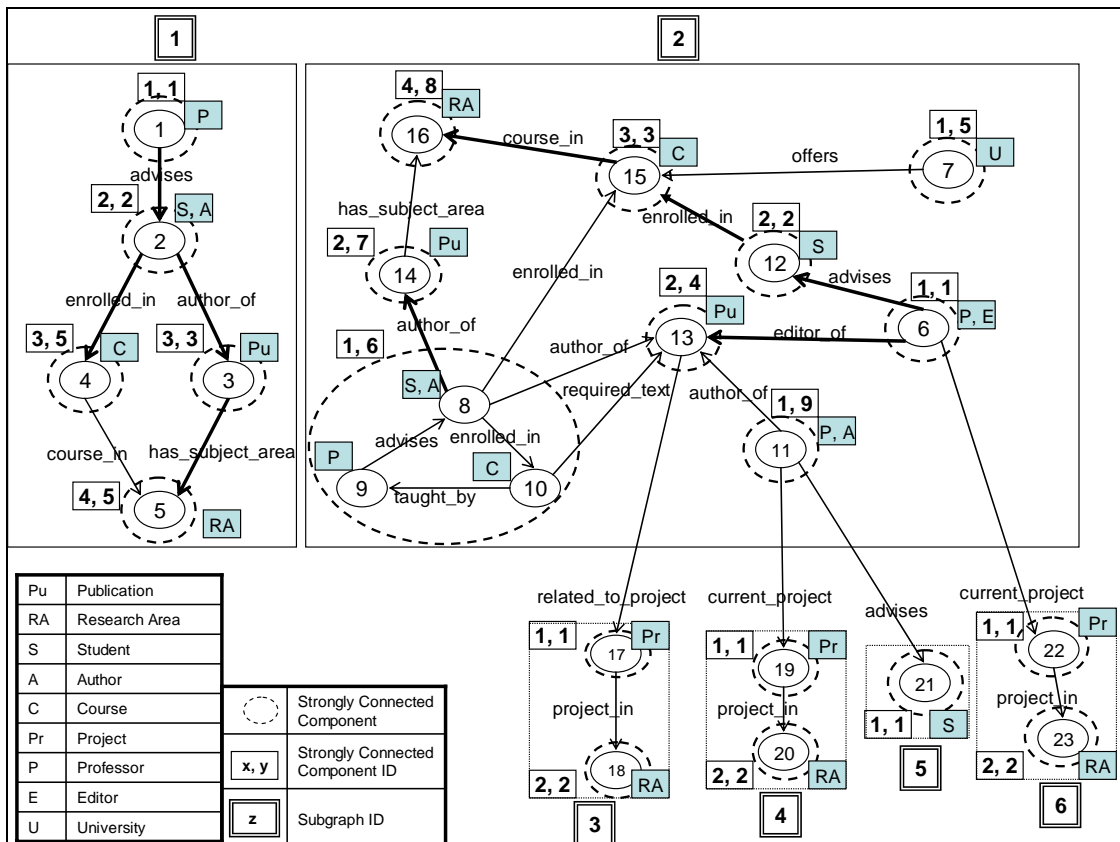 1
2
1, 1
P
1
advises
2, 2
S, A
2
enrolled_in
author_of
3, 5
C
3, 3
Pu
4
3
course_in
has_subject_area
4, 5
5
RA
4, 8
RA
16
course_in
3, 3
C
15
offers
1, 5
U
7
has_subject_area
enrolled_in
2, 2
S
12
2, 7
Pu
14
enrolled_in
2, 4
Pu
advises
1, 1
P, E
6
author_of
13
editor_of
1, 6
author_of
S, A
8
required_text
author_of
1, 9
P, A
11
advises
enrolled_in
P
C
9
taught_by
10
related_to_project
current_project
advises
current_project
1, 1
Pr
17
project_in
18
2, 2
RA
3
1, 1
Pr
19
project_in
20
2, 2
RA
4
21
1, 1
S
5
1, 1
Pr
22
project_in
23
2, 2
RA
6
Pu Publication
RA Research Area
S Student
A Author
C Course
Pr Project
P Professor
E Editor
U University
Strongly Connected
Component
x, y
Strongly Connected
Component ID
z
Subgraph ID